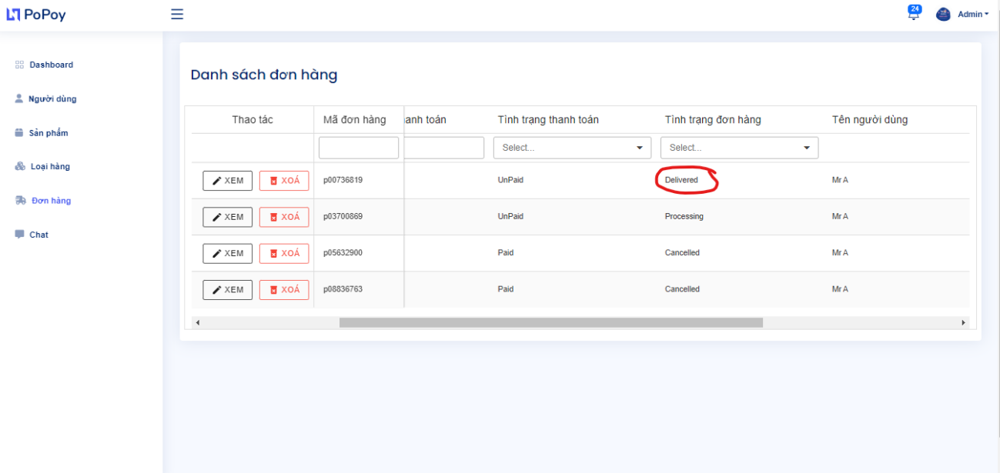 PoPoy
24
Admin
Dashboard
Người dùng
Sản phẩm
Loại hàng
Đơn hàng
Chat
Danh sách đơn hàng
Thao tác Mã đơn hàng anh toán Tình trạng thanh toán Tình trạng đơn hàng Tên người dùng
Select... Select...
XEM XOÁ p00736819 UnPaid Delivered Mr A
XEM XOÁ p03700869 UnPaid Processing Mr A
XEM XOÁ p05632900 Paid Cancelled Mr A
XEM XOÁ p08836763 Paid Cancelled Mr A